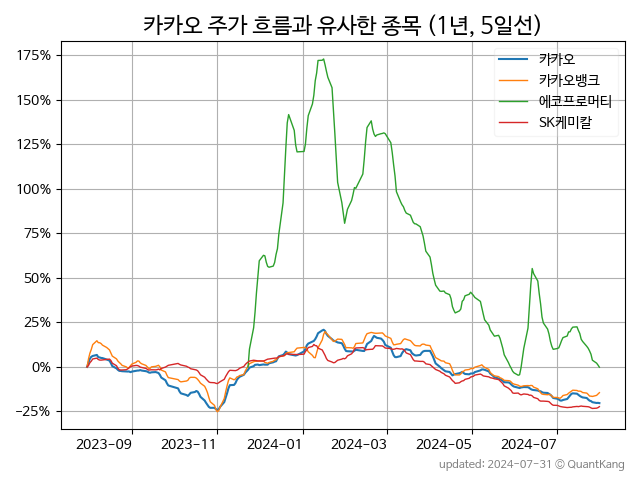 카카오 주가 흐름과 유사한 종목 (1년, 5일선)
카카오
카카오뱅크
에코프로머티
SK케미칼
175%
150%
125%
100%
75%
50%
25%
0%
−25%
2023-09 2023-11 2024-01 2024-03 2024-05 2024-07
updated: 2024-07-31 © QuantKang